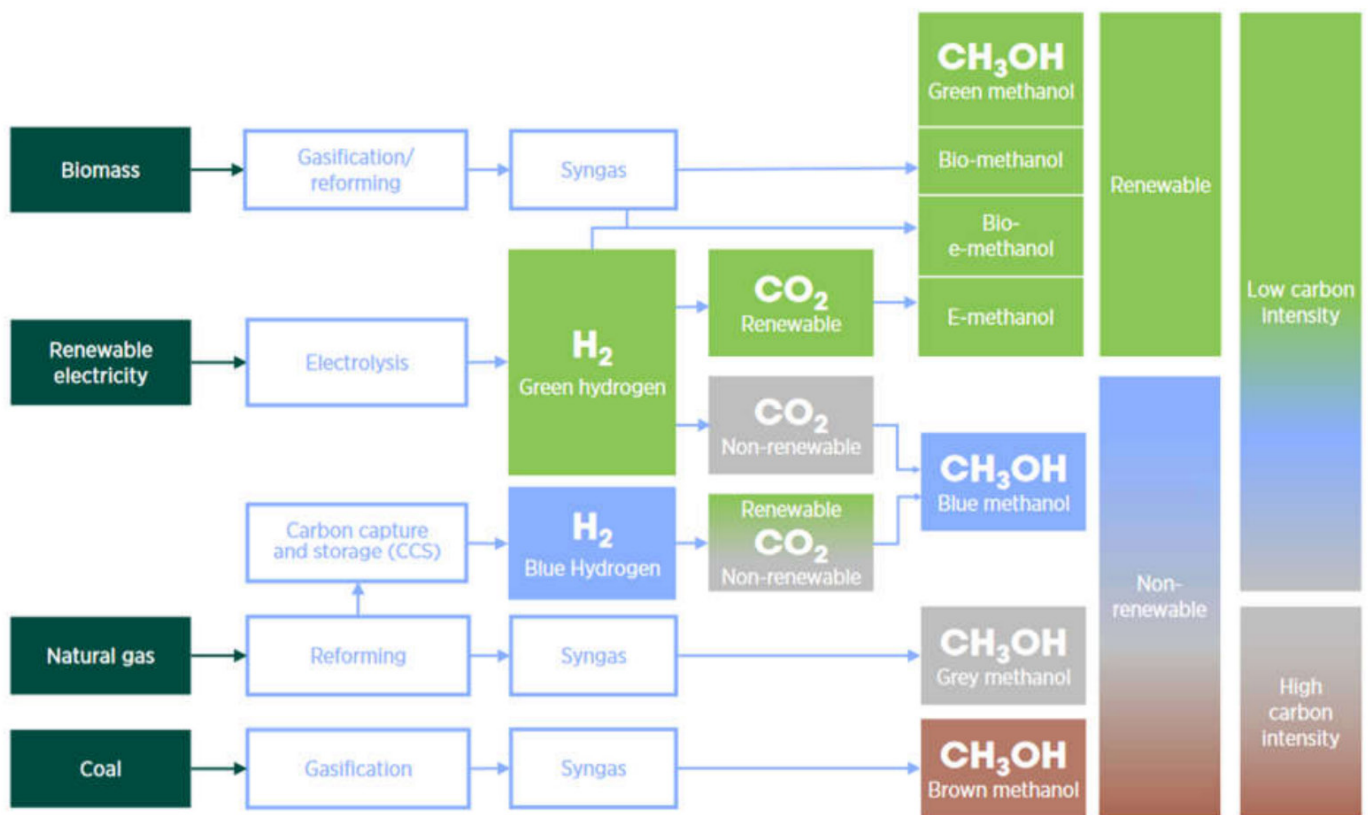 CH₃OH
Green methanol
Biomass
Gasification/
reforming
Syngas
Bio-methanol
Renewable
Bio-
e-methanol
Renewable
electricity
Electrolysis
H₂
Green hydrogen
CO₂
Renewable
E-methanol
Low carbon
intensity
CO₂
Non-renewable
CH₃OH
Blue methanol
Carbon capture
and storage (CCS)
H₂
Blue Hydrogen
Renewable
CO₂
Non-renewable
Non-
renewable
Natural gas
Reforming
Syngas
CH₃OH
Grey methanol
High
carbon
intensity
Coal
Gasification
Syngas
CH₃OH
Brown methanol